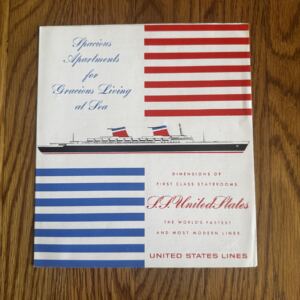 Spacious
Apartments
for
Gracious Living
at Sea
DIMENSIONS OF
FIRST CLASS STATEROOMS
S.S. United States
THE WORLD'S FASTEST
AND MOST MODERN LINER
UNITED STATES LINES